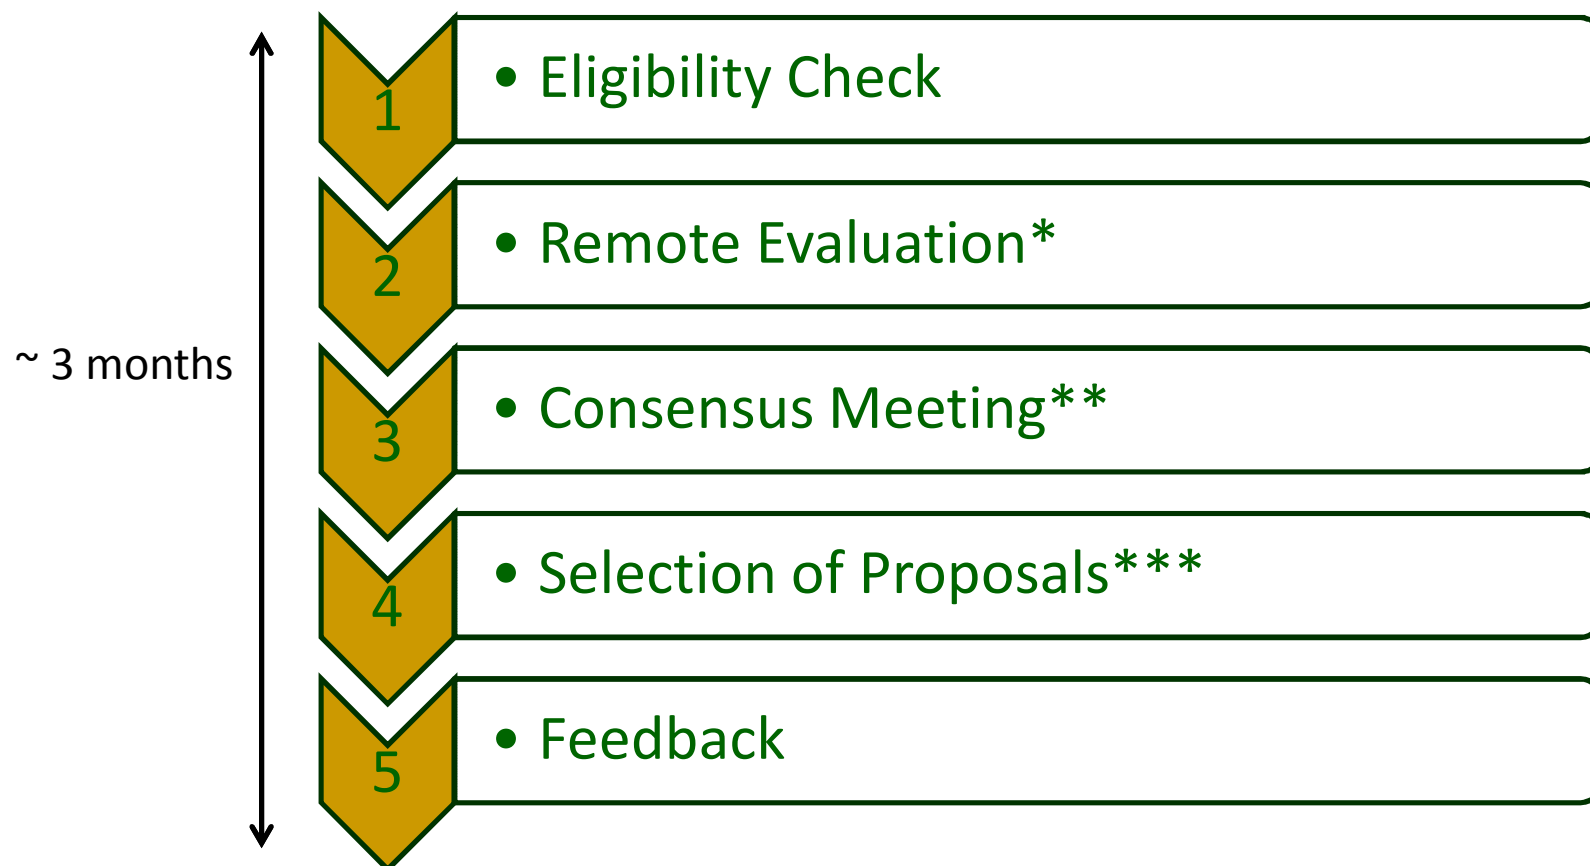 1
• Eligibility Check
2
• Remote Evaluation*
~ 3 months
3
• Consensus Meeting**
4
• Selection of Proposals***
5
• Feedback